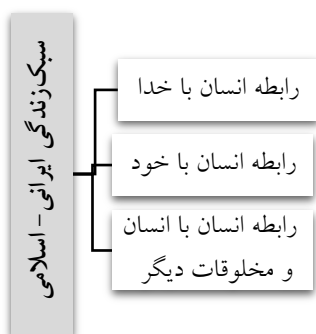 سبک زندگی ایرانی - اسلامی
رابطه انسان با خدا
رابطه انسان با خود
رابطه انسان با انسان
و مخلوقات دیگر